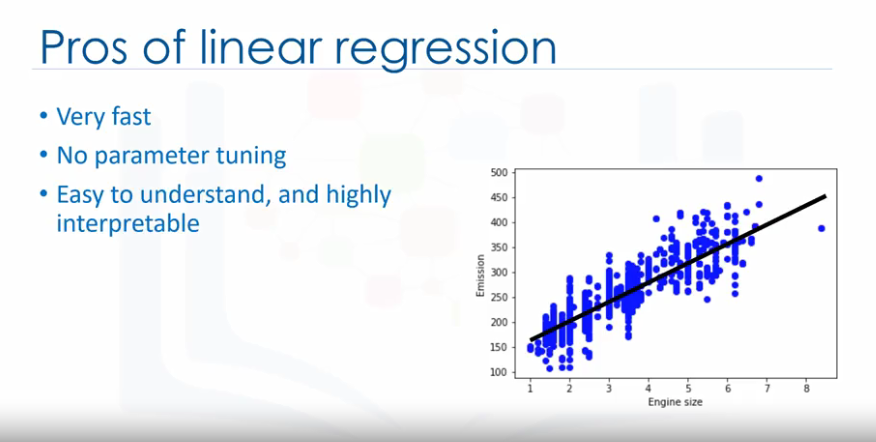 Pros of linear regression
• Very fast
• No parameter tuning
• Easy to understand, and highly
interpretable
500
450
400
350
300
250
200
150
100
Emission
1 2 3 4 5 6 7 8
Engine size